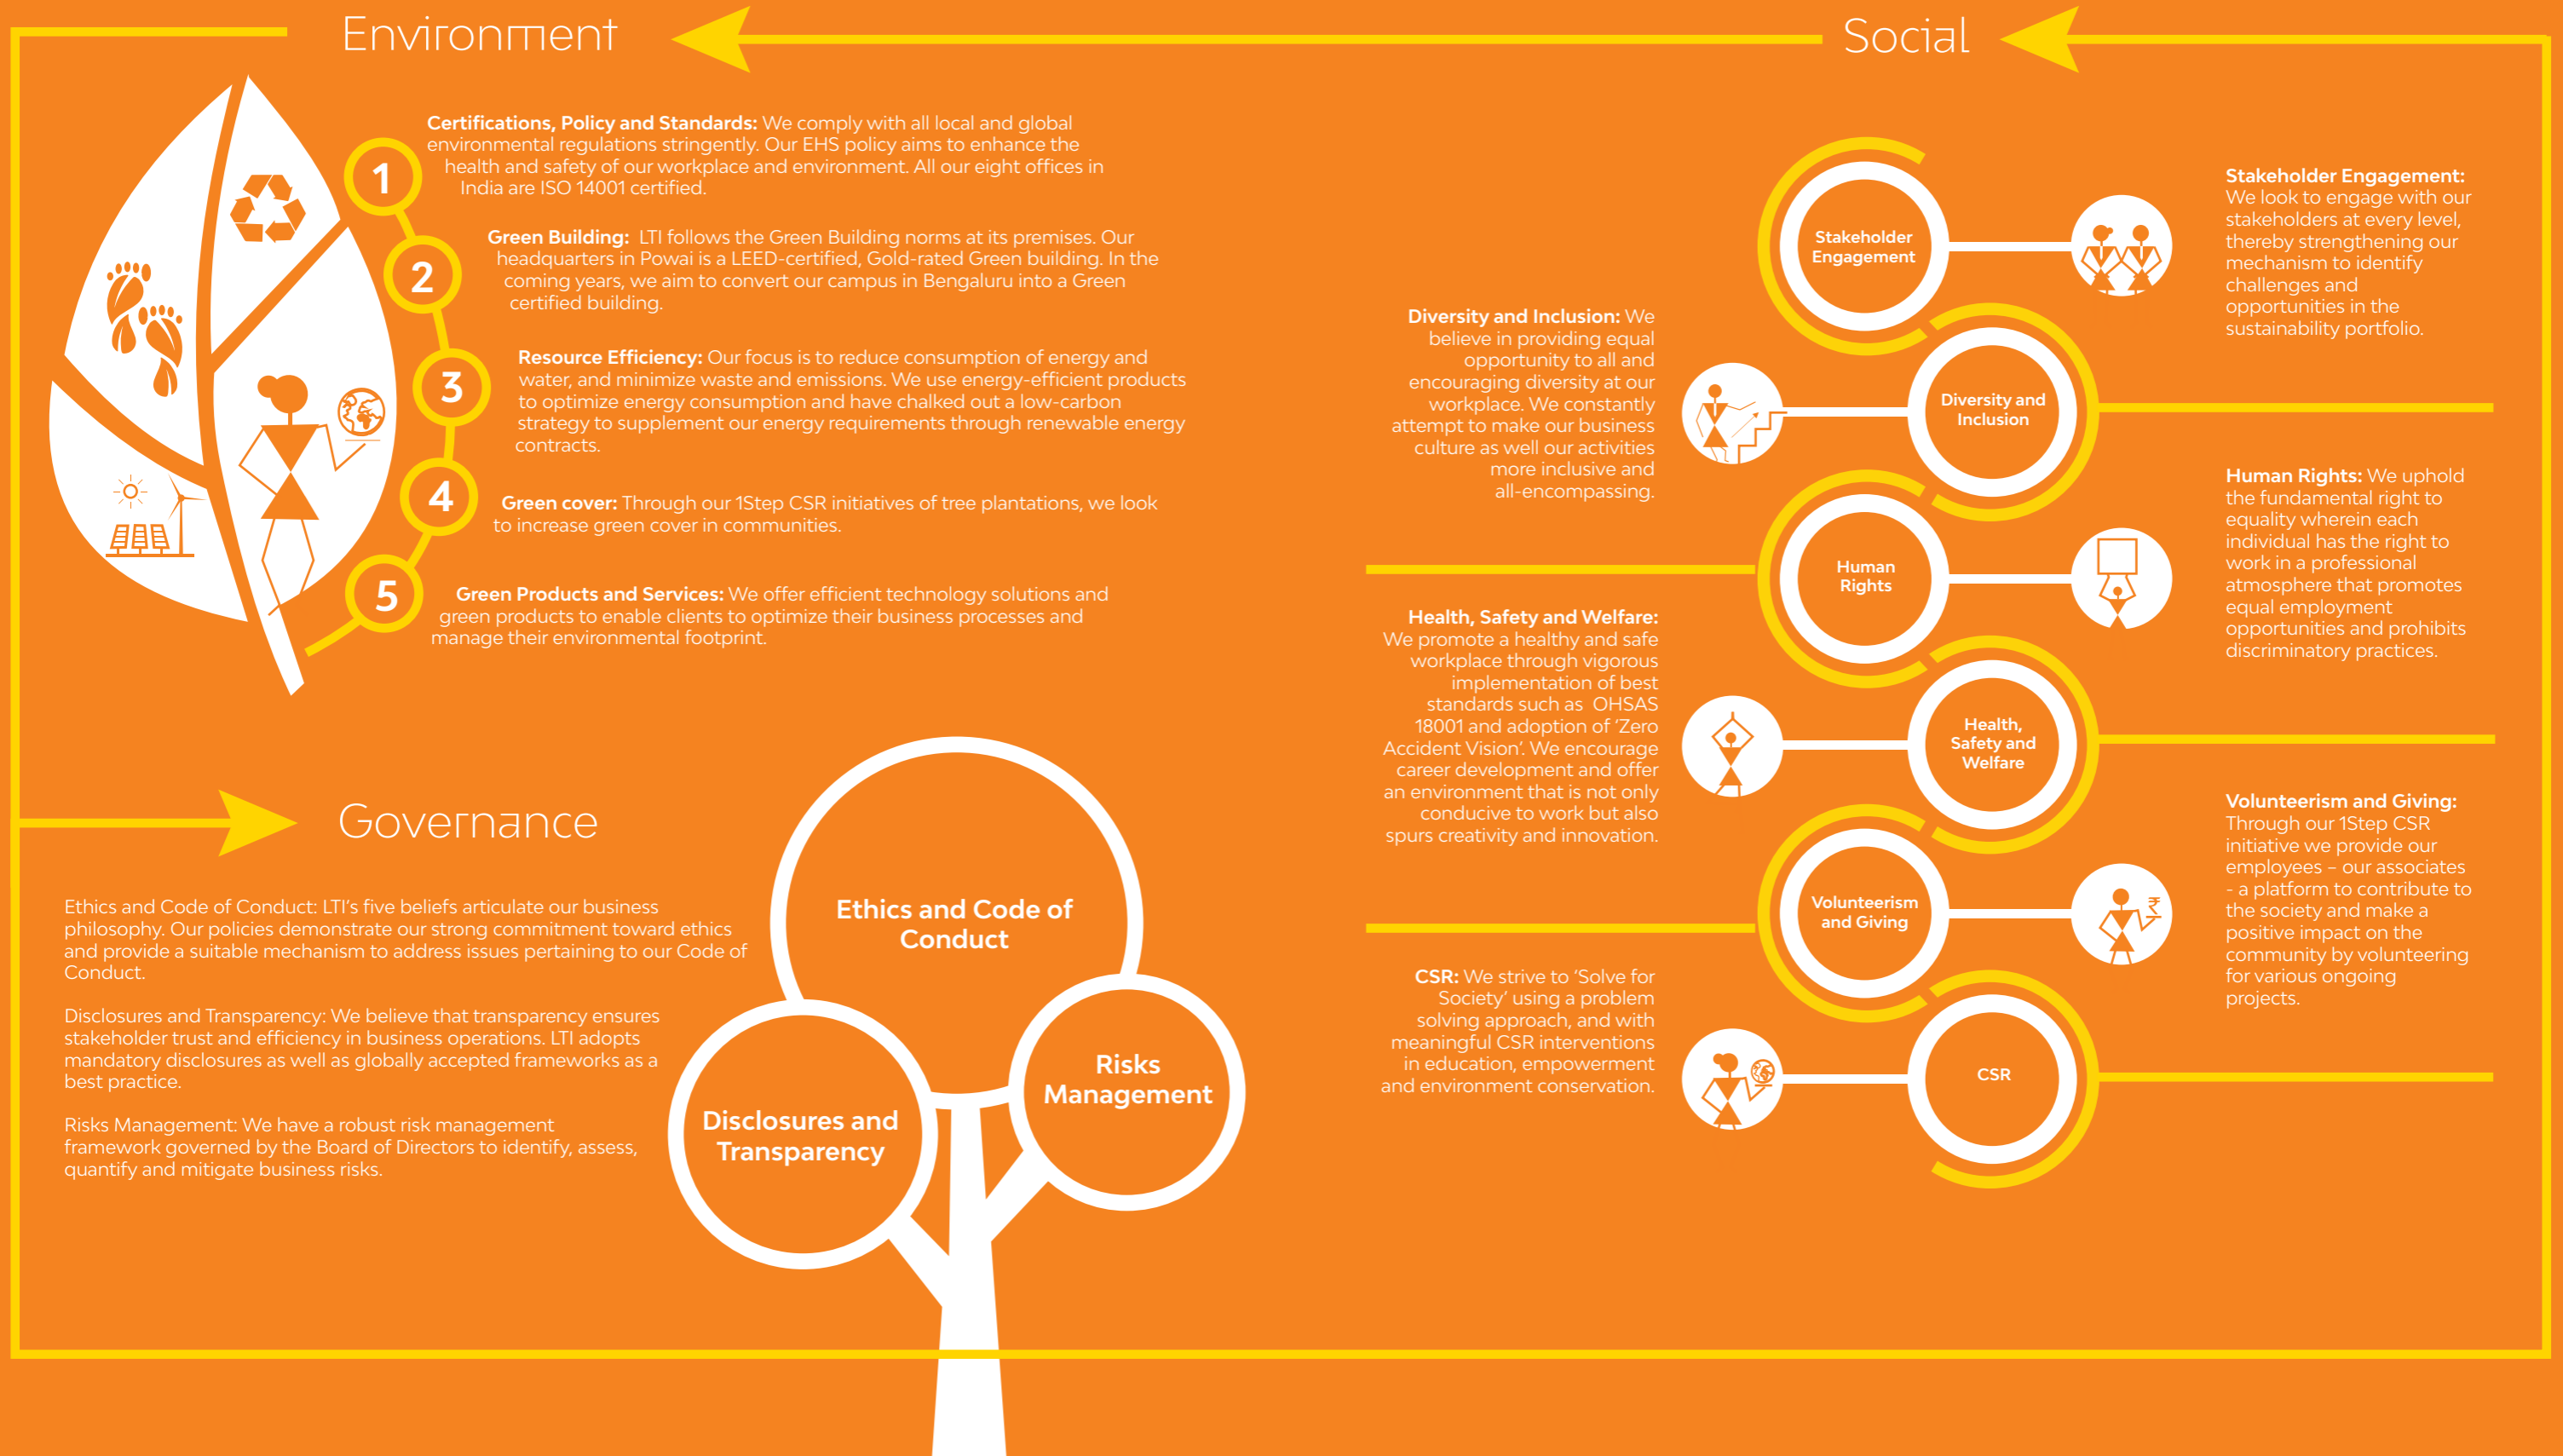 Environment
Certifications, Policy and Standards: We comply with all local and global
environmental regulations stringently. Our EHS policy aims to enhance the
health and safety of our workplace and environment. All our eight offices in
India are ISO 14001 certified.
1
Green Building: LTI follows the Green Building norms at its premises. Our
headquarters in Powai is a LEED-certified, Gold-rated Green building. In the
coming years, we aim to convert our campus in Bengaluru into a Green
certified building.
2
Resource Efficiency: Our focus is to reduce consumption of energy and
water, and minimize waste and emissions. We use energy-efficient products
to optimize energy consumption and have chalked out a low-carbon
strategy to supplement our energy requirements through renewable energy
contracts.
3
Green cover: Through our 1Step CSR initiatives of tree plantations, we look
to increase green cover in communities.
4
Green Products and Services: We offer efficient technology solutions and
green products to enable clients to optimize their business processes and
manage their environmental footprint.
5
Governance
Ethics and Code of Conduct: LTI's five beliefs articulate our business
philosophy. Our policies demonstrate our strong commitment toward ethics
and provide a suitable mechanism to address issues pertaining to our Code of
Conduct.
Disclosures and Transparency: We believe that transparency ensures
stakeholder trust and efficiency in business operations. LTI adopts
mandatory disclosures as well as globally accepted frameworks as a
best practice.
Risks Management: We have a robust risk management
framework governed by the Board of Directors to identify, assess,
quantify and mitigate business risks.
Ethics and Code of
Conduct
Risks
Management
Disclosures and
Transparency
Social
Stakeholder
Engagement
Stakeholder Engagement:
We look to engage with our
stakeholders at every level,
thereby strengthening our
mechanism to identify
challenges and
opportunities in the
sustainability portfolio.
Diversity and Inclusion: We
believe in providing equal
opportunity to all and
encouraging diversity at our
workplace. We constantly
attempt to make our business
culture as well our activities
more inclusive and
all-encompassing.
Diversity and
Inclusion
Human
Rights
Human Rights: We uphold
the fundamental right to
equality wherein each
individual has the right to
work in a professional
atmosphere that promotes
equal employment
opportunities and prohibits
discriminatory practices.
Health, Safety and Welfare:
We promote a healthy and safe
workplace through vigorous
implementation of best
standards such as OHSAS
18001 and adoption of ‘Zero
Accident Vision’. We encourage
career development and offer
an environment that is not only
conducive to work but also
spurs creativity and innovation.
Health,
Safety and
Welfare
Volunteerism
and Giving
₹
Volunteerism and Giving:
Through our 1Step CSR
initiative we provide our
employees – our associates
- a platform to contribute to
the society and make a
positive impact on the
community by volunteering
for various ongoing
projects.
CSR: We strive to ‘Solve for
Society’ using a problem
solving approach, and with
meaningful CSR interventions
in education, empowerment
and environment conservation.
CSR